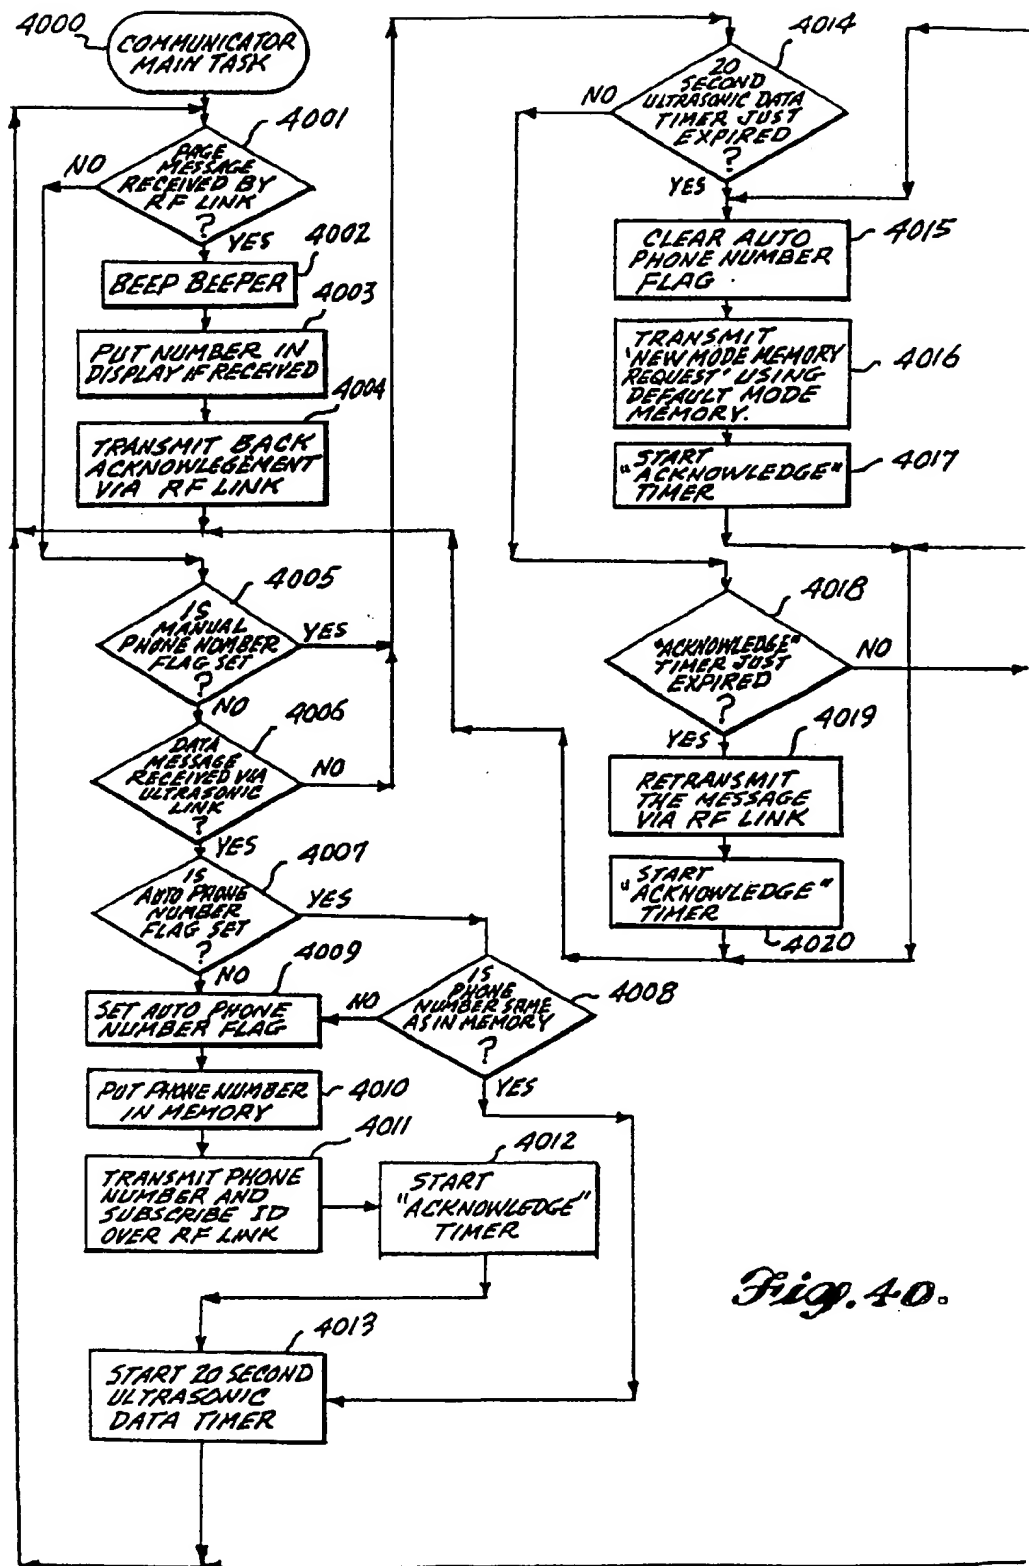 4000
COMMUNICATOR
MAIN TASK
4001
NO
PAGE
MESSAGE
RECEIVED BY
RF LINK
?
YES
4002
BEEP BEEPER
4003
PUT NUMBER IN
DISPLAY IF RECEIVED
4004
TRANSMIT BACK
ACKNOWLEGEMENT
VIA RF LINK
4005
IS
MANUAL
PHONE NUMBER
FLAG SET
?
YES
NO
4006
DATA
MESSAGE
RECEIVED VIA
ULTRASONIC
LINK
?
NO
YES
4007
IS
AUTO PHONE
NUMBER
FLAG SET
?
YES
NO
4009
SET AUTO PHONE
NUMBER FLAG
NO
IS
PHONE
NUMBER SAME
AS IN MEMORY
?
4008
YES
4010
PUT PHONE NUMBER
IN MEMORY
4011
TRANSMIT PHONE
NUMBER AND
SUBSCRIBE ID
OVER RF LINK
4012
START
"ACKNOWLEDGE"
TIMER
4013
START 20 SECOND
ULTRASONIC
DATA TIMER
4014
NO
20
SECOND
ULTRASONIC DATA
TIMER JUST
EXPIRED
?
YES
4015
CLEAR AUTO
PHONE NUMBER
FLAG
4016
TRANSMIT
'NEW MODE MEMORY
REQUEST' USING
DEFAULT MODE
MEMORY.
4017
START
"ACKNOWLEDGE"
TIMER
4018
"ACKNOWLEDGE"
TIMER JUST
EXPIRED
?
NO
YES
4019
RETRANSMIT
THE MESSAGE
VIA RF LINK
START
"ACKNOWLEDGE"
TIMER
4020
Fig. 40.